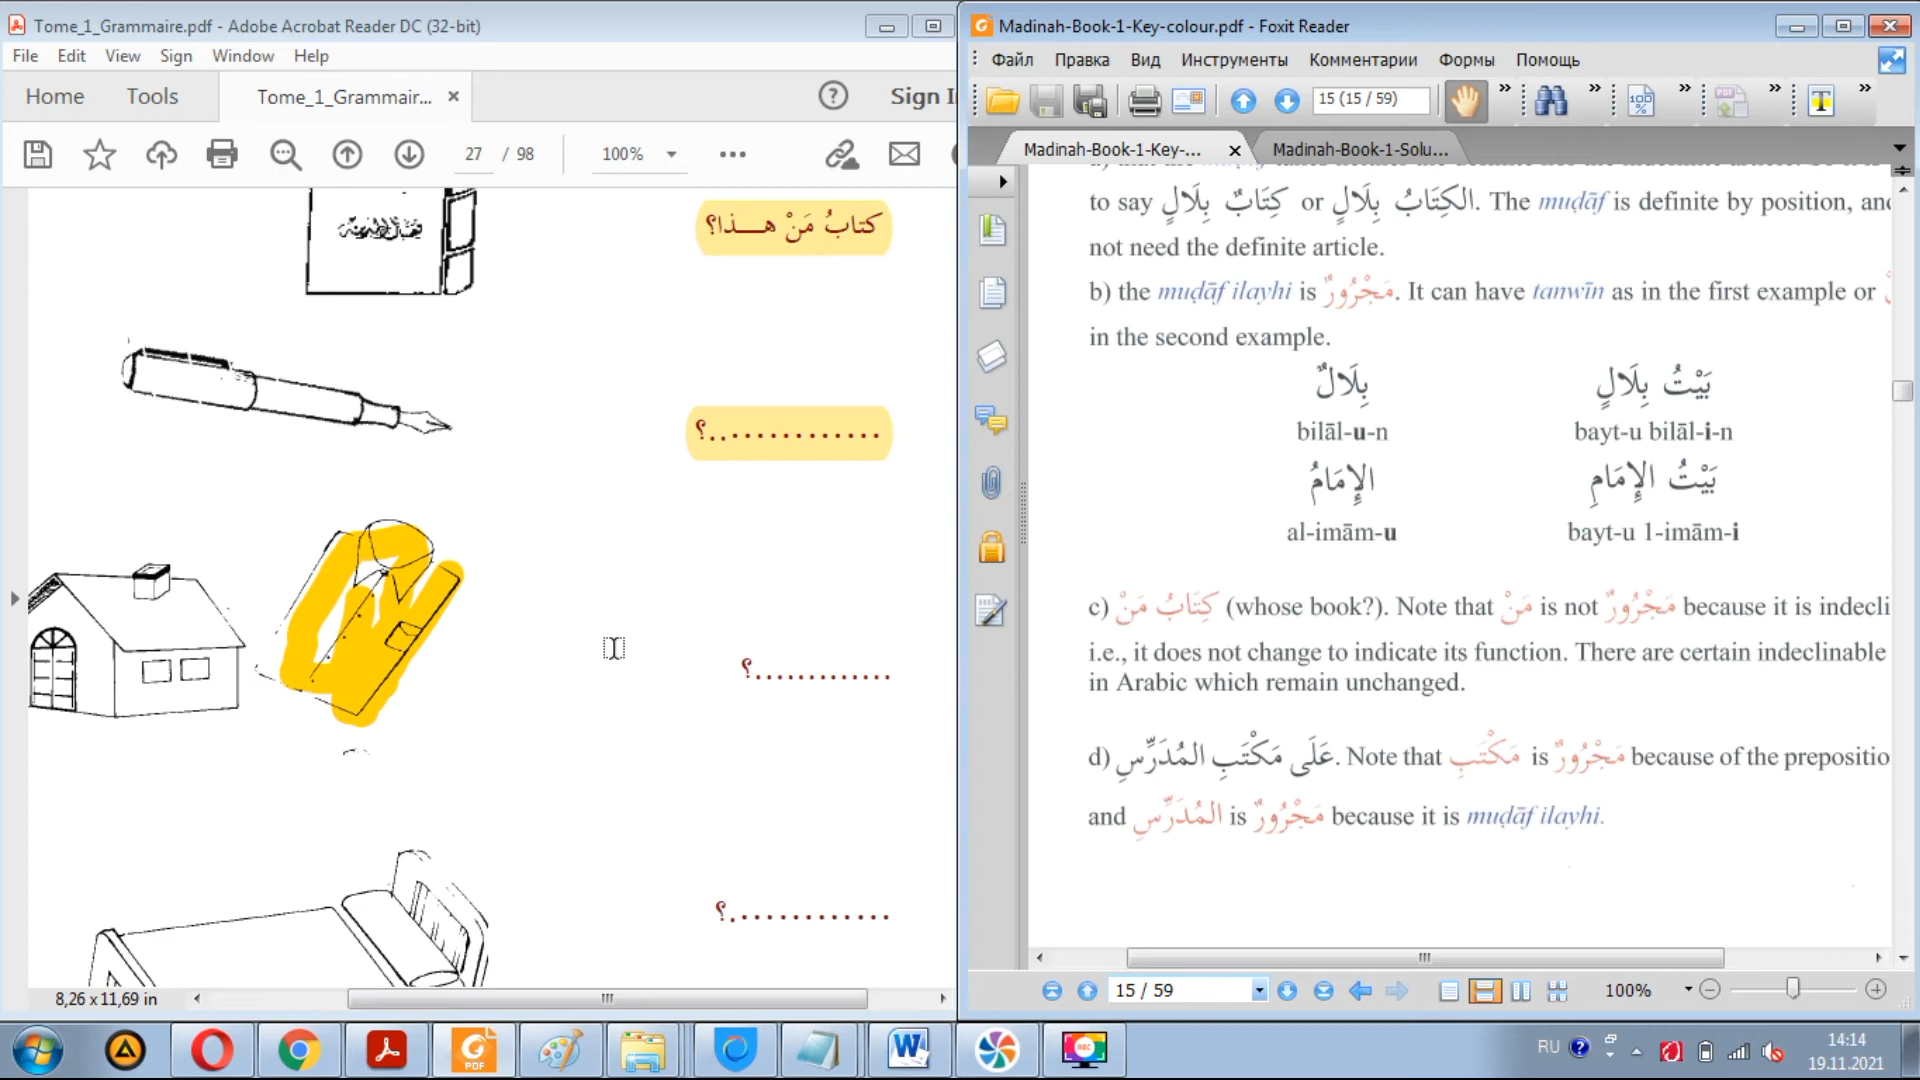 Tome_1_Grammaire.pdf - Adobe Acrobat Reader DC (32-bit)
File Edit View Sign Window Help
Home Tools Tome_1_Grammair... × ? Sign I
27 / 98 100%
كتابُ مَنْ هـــذا؟
..............؟
.............؟
.............؟
8,26 x 11,69 in
Madinah-Book-1-Key-colour.pdf - Foxit Reader
Файл Правка Вид Инструменты Комментарии Формы Помощь
15 (15 / 59)
Madinah-Book-1-Key-... Madinah-Book-1-Solu...
to say كِتَابٌ بِلَالٍ or الكِتَابُ بِلَالٍ. The muḍāf is definite by position, and
not need the definite article.
b) the muḍāf ilayhi is مَجْرُورٌ. It can have tanwīn as in the first example or
in the second example.
بِلَالٌ بَيْتُ بِلَالٍ
bilāl-u-n bayt-u bilāl-i-n
الإِمَامُ بَيْتُ الإِمَامِ
al-imām-u bayt-u 1-imām-i
c) كِتَابُ مَنْ (whose book?). Note that مَنْ is not مَجْرُورٌ because it is indecli
i.e., it does not change to indicate its function. There are certain indeclinable
in Arabic which remain unchanged.
d) عَلَى مَكْتَبِ المُدَرِّسِ. Note that مَكْتَبِ is مَجْرُورٌ because of the prepositio
and المُدَرِّسِ is مَجْرُورٌ because it is muḍāf ilayhi.
15 / 59 100%
RU 14:14
19.11.2021